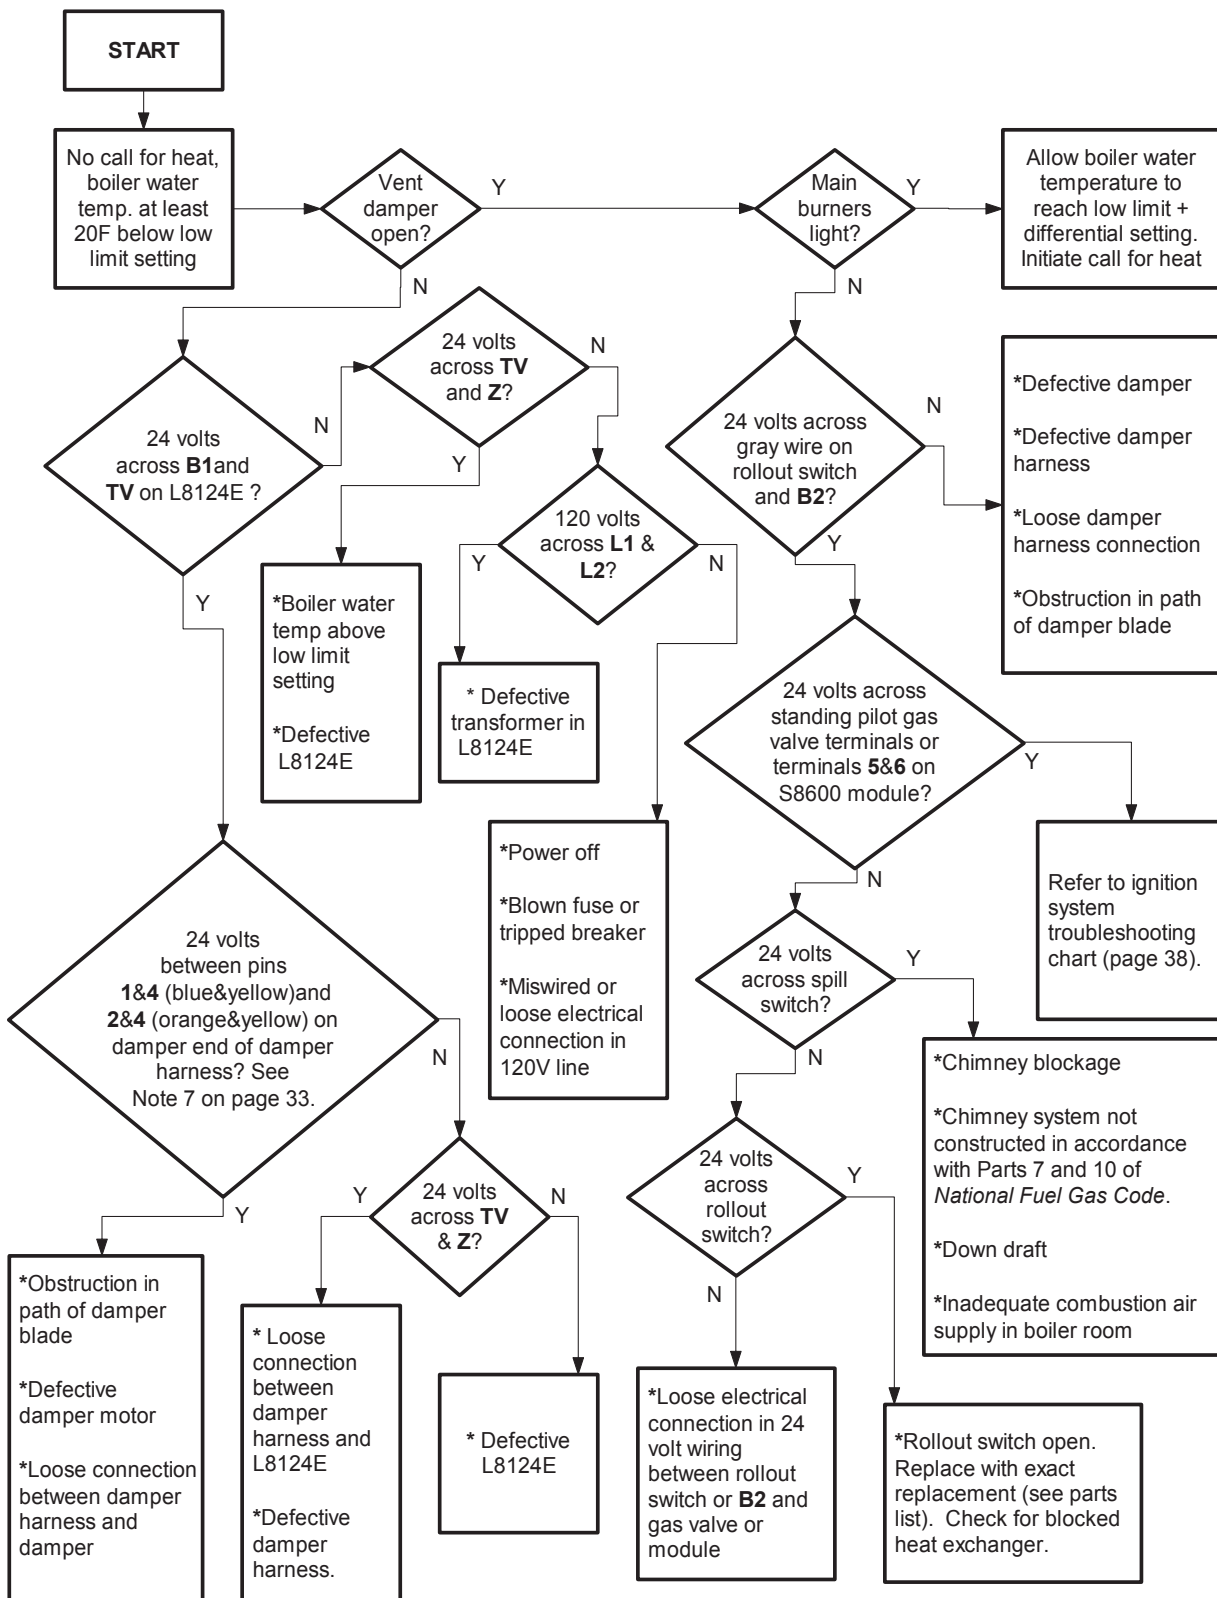 START
No call for heat,
boiler water
temp. at least
20F below low
limit setting
Vent
damper
open?
Y
N
Main
burners
light?
Y
N
Allow boiler water
temperature to
reach low limit +
differential setting.
Initiate call for heat
24 volts
across B1and
TV on L8124E ?
N
Y
24 volts
across TV
and Z?
N
Y
120 volts
across L1 &
L2?
Y
N
24 volts across
gray wire on
rollout switch
and B2?
N
Y
*Defective damper
*Defective damper
harness
*Loose damper
harness connection
*Obstruction in path
of damper blade
*Boiler water
temp above
low limit
setting
*Defective
L8124E
* Defective
transformer in
L8124E
*Power off
*Blown fuse or
tripped breaker
*Miswired or
loose electrical
connection in
120V line
24 volts across
standing pilot gas
valve terminals or
terminals 5&6 on
S8600 module?
Y
N
Refer to ignition
system
troubleshooting
chart (page 38).
24 volts
across spill
switch?
Y
N
*Chimney blockage
*Chimney system not
constructed in accordance
with Parts 7 and 10 of
National Fuel Gas Code.
*Down draft
*Inadequate combustion air
supply in boiler room
24 volts
between pins
1&4 (blue&yellow)and
2&4 (orange&yellow) on
damper end of damper
harness? See
Note 7 on page 33.
N
Y
24 volts
across TV
& Z?
Y
N
24 volts
across
rollout
switch?
Y
N
*Obstruction in
path of damper
blade
*Defective
damper motor
*Loose connection
between damper
harness and
damper
* Loose
connection
between
damper
harness and
L8124E
*Defective
damper
harness.
* Defective
L8124E
*Loose electrical
connection in 24
volt wiring
between rollout
switch or B2 and
gas valve or
module
*Rollout switch open.
Replace with exact
replacement (see parts
list).  Check for blocked
heat exchanger.